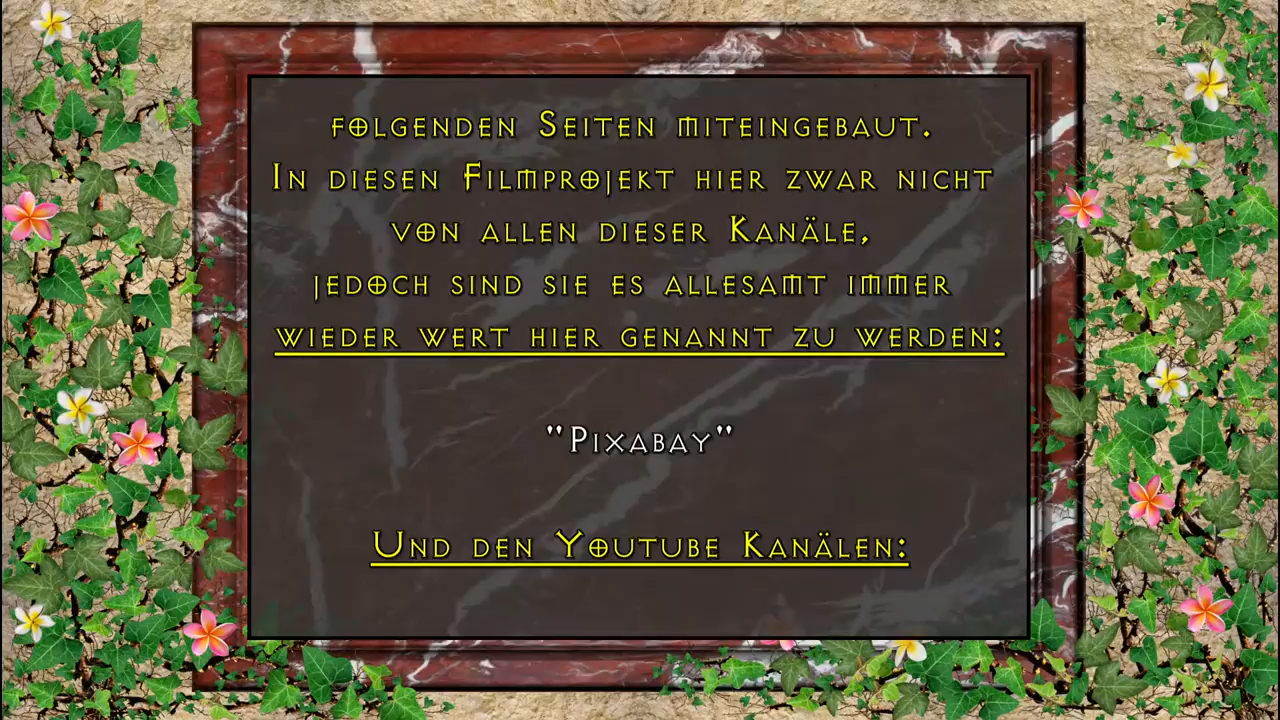 folgenden Seiten miteingebaut.
In diesen Filmprojekt hier zwar nicht
von allen dieser Kanäle,
jedoch sind sie es allesamt immer
wieder wert hier genannt zu werden:
"Pixabay"
Und den Youtube Kanälen: